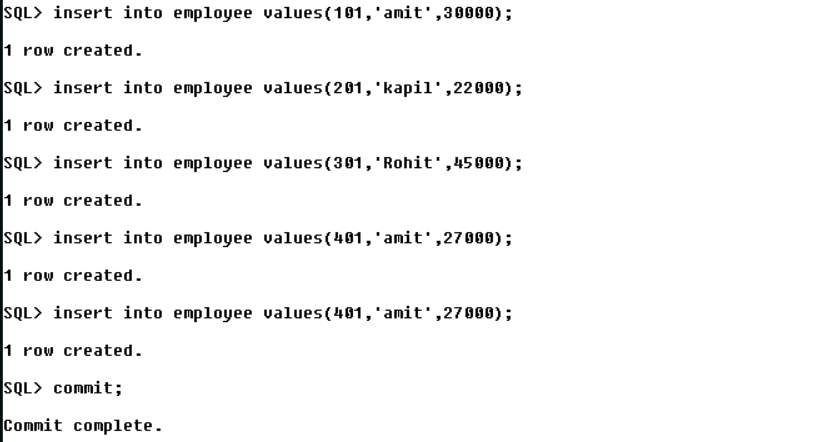 SQL> insert into employee values(101,'amit',30000);
1 row created.
SQL> insert into employee values(201,'kapil',22000);
1 row created.
SQL> insert into employee values(301,'Rohit',45000);
1 row created.
SQL> insert into employee values(401,'amit',27000);
1 row created.
SQL> insert into employee values(401,'amit',27000);
1 row created.
SQL> commit;
Commit complete.